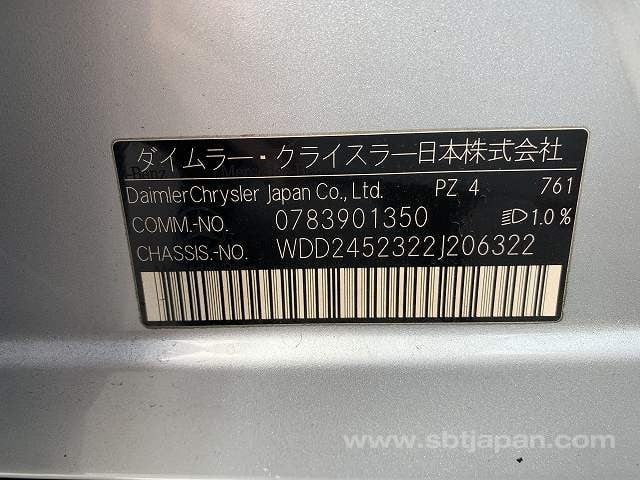 ダイムラー・クライスラー日本株式会社
DaimlerChrysler Japan Co., Ltd. PZ 4 761
COMM.-NO. 0783901350 1.0%
CHASSIS.-NO. WDD2452322J206322
www.sbtjapan.com